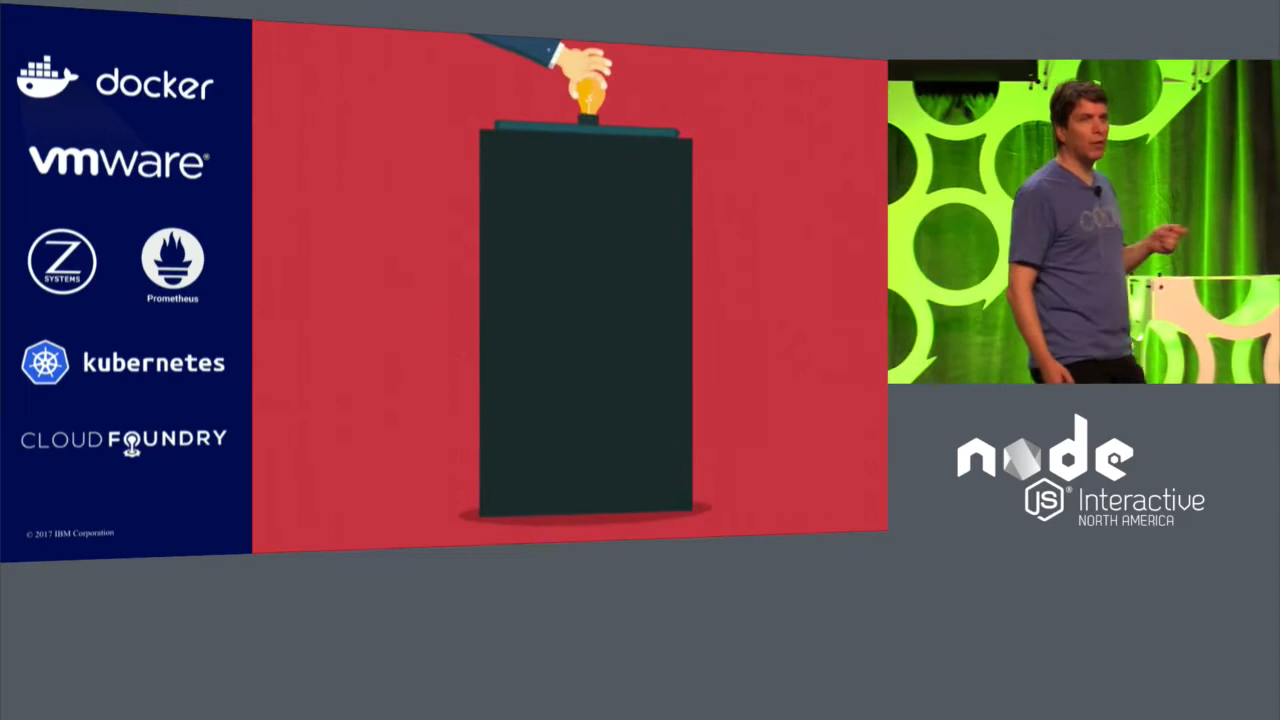 docker
vmware®
Z
SYSTEMS
Prometheus
kubernetes
CLOUD FOUNDRY
© 2017 IBM Corporation
node
JS® Interactive
NORTH AMERICA